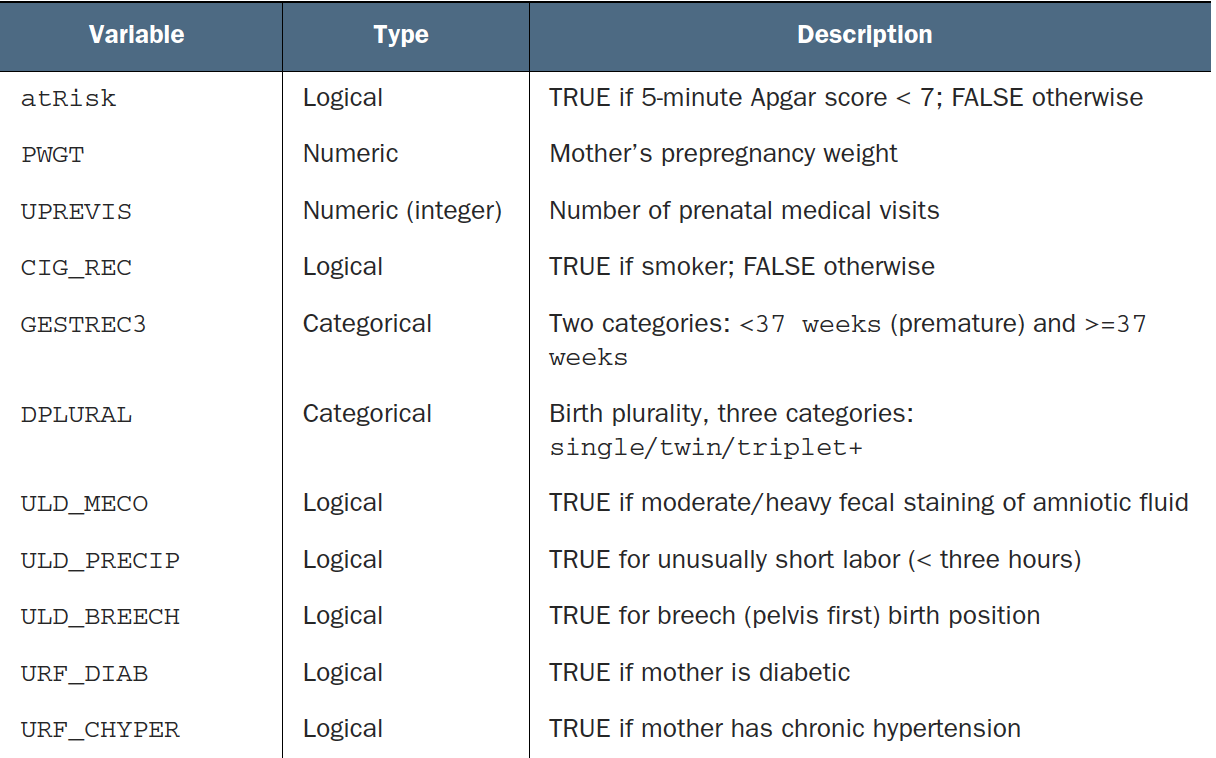 Variable Type Description
atRisk Logical TRUE if 5-minute Apgar score < 7; FALSE otherwise
PWGT Numeric Mother’s prepregnancy weight
UPREVIS Numeric (integer) Number of prenatal medical visits
CIG_REC Logical TRUE if smoker; FALSE otherwise
GESTREC3 Categorical Two categories: <37 weeks (premature) and >=37
weeks
DPLURAL Categorical Birth plurality, three categories:
single/twin/triplet+
ULD_MECO Logical TRUE if moderate/heavy fecal staining of amniotic fluid
ULD_PRECIP Logical TRUE for unusually short labor (< three hours)
ULD_BREECH Logical TRUE for breech (pelvis first) birth position
URF_DIAB Logical TRUE if mother is diabetic
URF_CHYPER Logical TRUE if mother has chronic hypertension